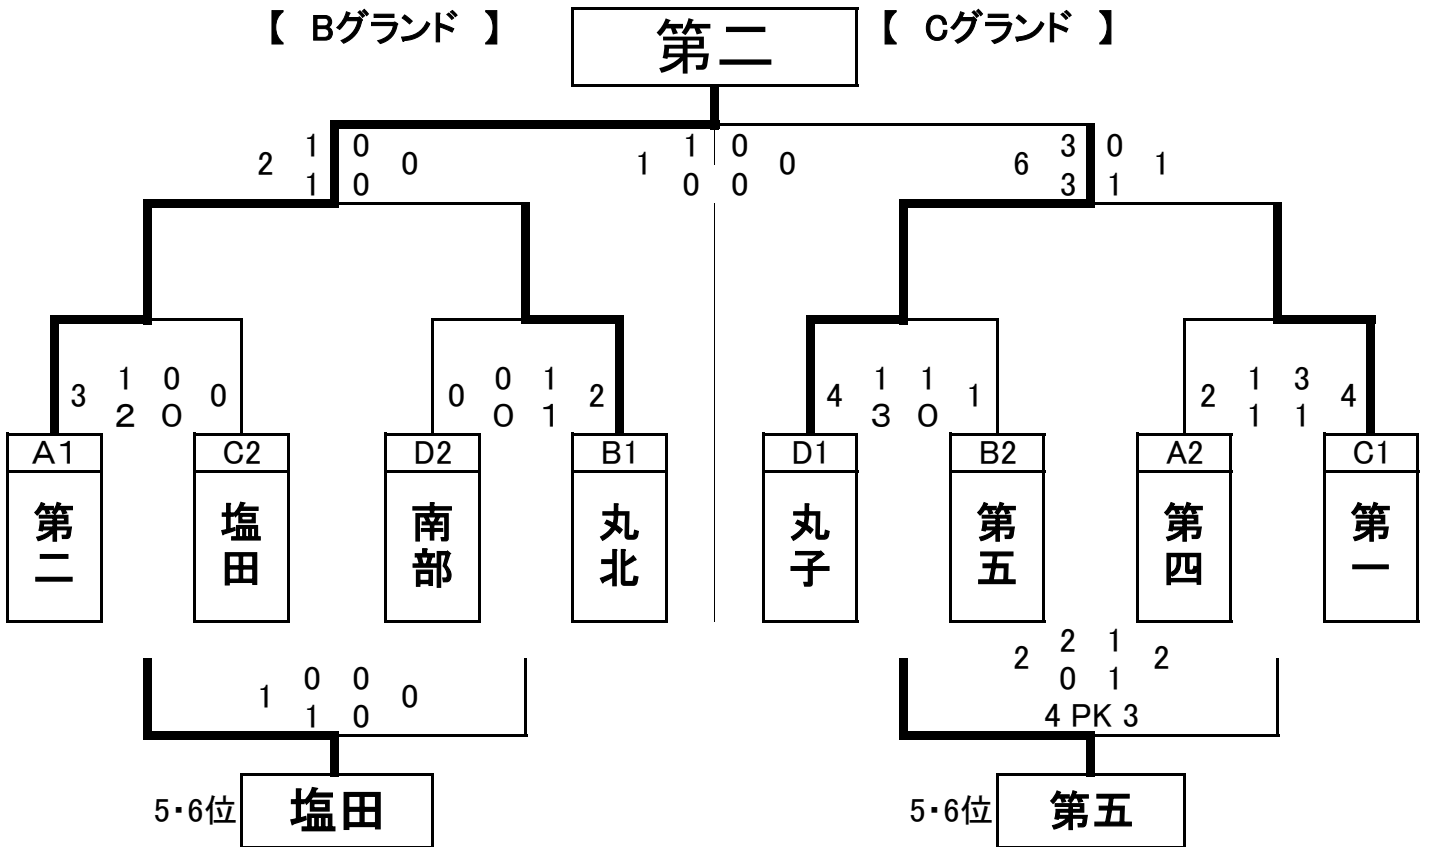 【 Bグランド 】 第二 【 Cグランド 】
1 0 1 0 3 0
2 0 1 0 6 1
1 0 0 0 3 1
1 0 0 1 1 1 1 3
3 0 0 2 4 1 2 4
2 0 0 1 3 0 1 1
A1 C2 D2 B1 D1 B2 A2 C1
第二 塩田 南部 丸北 丸子 第五 第四 第一
2 1
2 2
0 0 0 1
1 0
1 0 4 PK 3
5・6位 塩田 5・6位 第五